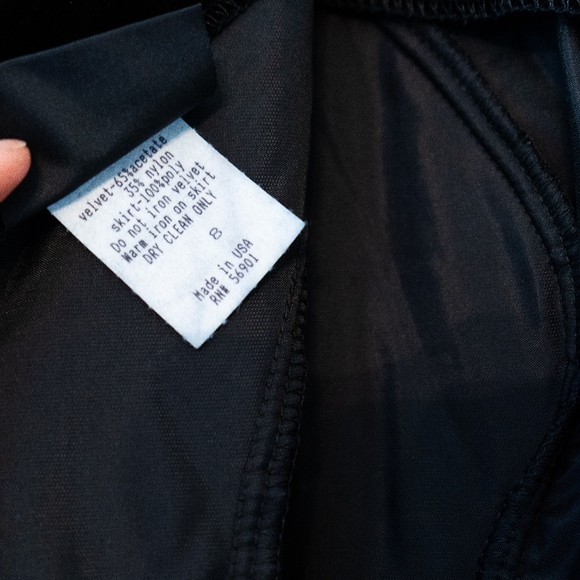 velvet-65%acetate
35% nylon
skirt-100%poly
Do not iron velvet
Warm iron on skirt
DRY CLEAN ONLY
8
Made in USA
RN# 56901